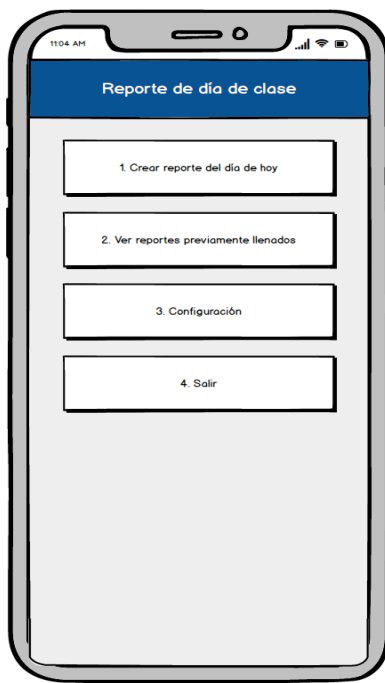 11:04 AM
Reporte de día de clase
1. Crear reporte del día de hoy
2. Ver reportes previamente llenados
3. Configuración
4. Salir